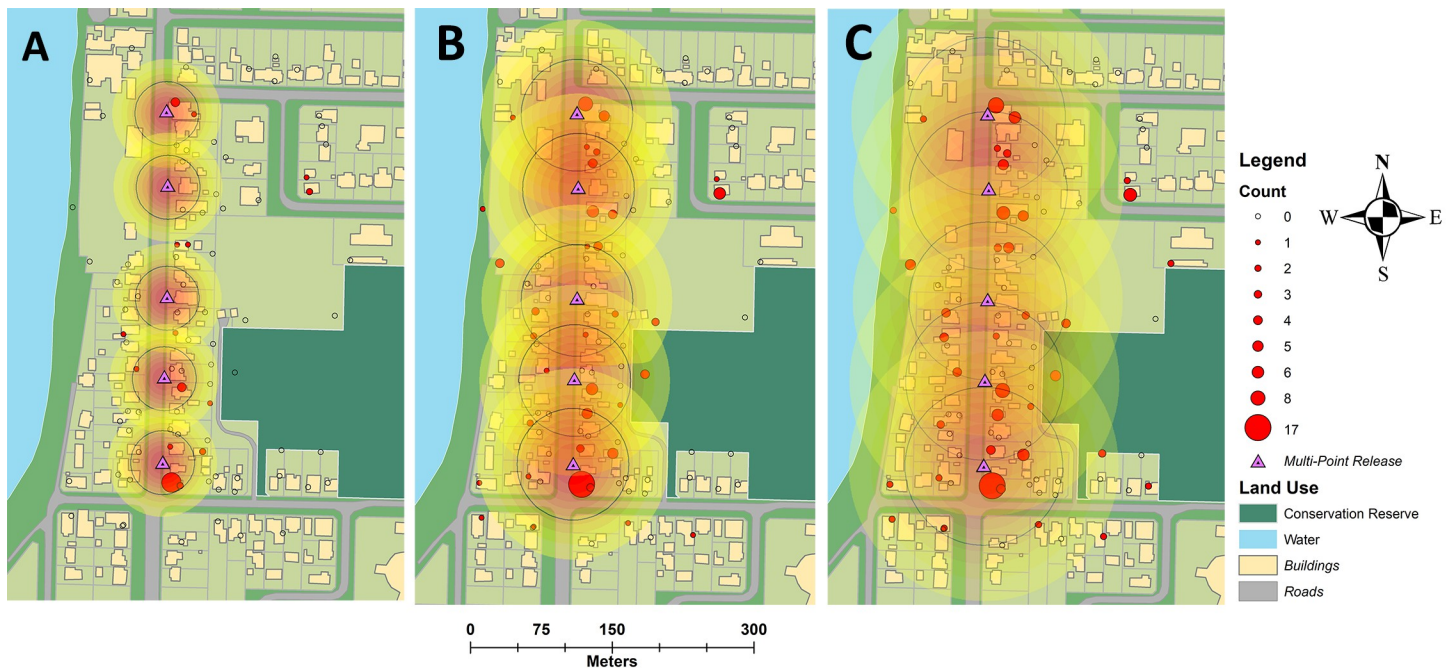 A
B
C
Legend
Count
0
1
2
3
4
5
6
8
17
Multi-Point Release
Land Use
Conservation Reserve
Water
Buildings
Roads
N
W E
S
0 75 150 300
Meters